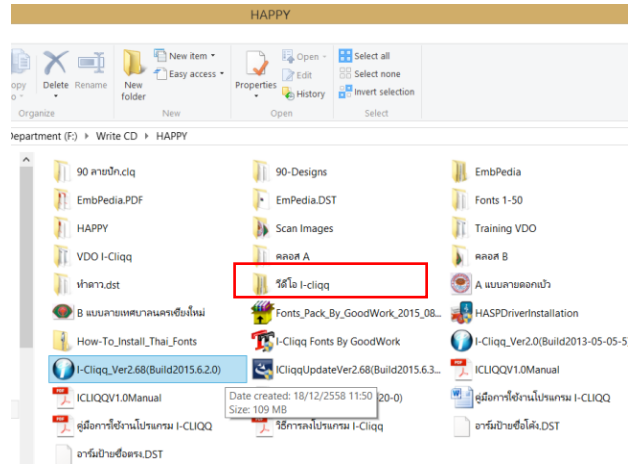 HAPPY
New item
Open
Select all
Easy access
Edit
Select none
Delete Rename
New folder
Properties
History
Invert selection
Organize
New
Open
Select
Department (F:) Write CD HAPPY
90 ลายปัก.clq
90-Designs
EmbPedia
EmbPedia.PDF
EmPedia.DST
Fonts 1-50
HAPPY
Scan Images
Training VDO
VDO I-Cliqq
คลอส A
คลอส B
ทำดาว.dst
วีดีโอ I-cliqq
A แบบลายดอกบัว
B แบบลายเทศบาลนครเชียงใหม่
Fonts_Pack_By_GoodWork_2015_08...
HASPDriverInstallation
How-To_Install_Thai_Fonts
I-Cliqq Fonts By GoodWork
I-Cliqq_Ver2.0(Build2013-05-05-5)
I-Cliqq_Ver2.68(Build2015.6.2.0)
ICliqqUpdateVer2.68(Build2015.6.3...
ICLIQQV1.0Manual
ICLIQQV1.0Manual
Date created: 18/12/2558 11:50
Size: 109 MB
20-0)
คู่มือการใช้งานโปรแกรม I-CLIQQ
คู่มือการใช้งานโปรแกรม I-CLIQQ
วิธีการลงโปรแกรม I-Cliqq
อาร์มป้ายชื่อโค้ง.DST
อาร์มป้ายชื่อตรง.DST